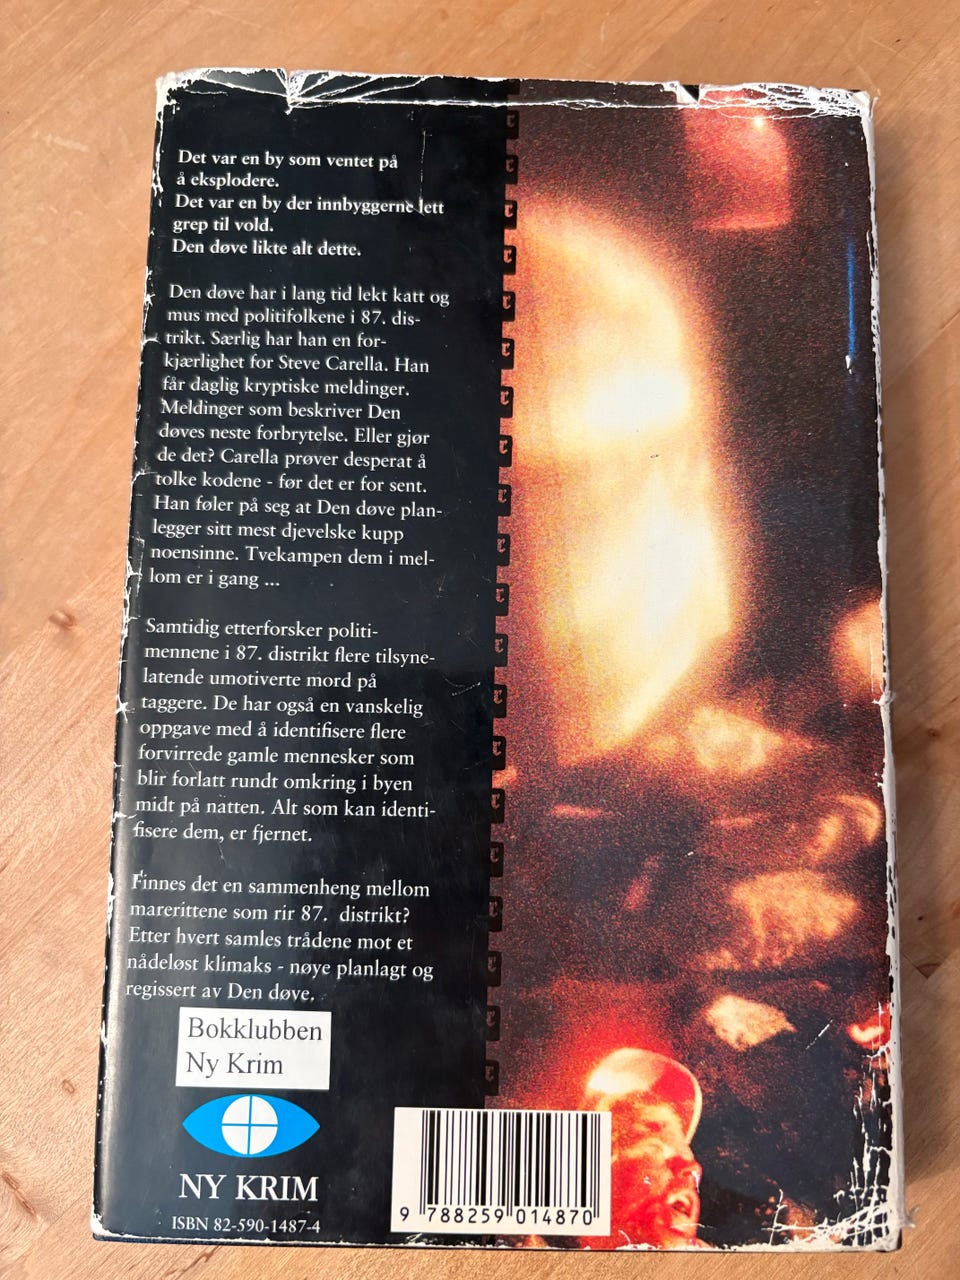 Det var en by som ventet på
å eksplodere.
Det var en by der innbyggerne lett
grep til vold.
Den døve likte alt dette.
Den døve har i lang tid lekt katt og
mus med politifolkene i 87. dis-
trikt. Særlig har han en for-
kjærlighet for Steve Carella. Han
får daglig kryptiske meldinger.
Meldinger som beskriver Den
døves neste forbrytelse. Eller gjør
de det? Carella prøver desperat å
tolke kodene - før det er for sent.
Han føler på seg at Den døve plan-
legger sitt mest djevelske kupp
noensinne. Tvekampen dem i mel-
lom er i gang ...
Samtidig etterforsker politi-
mennene i 87. distrikt flere tilsyne-
latende umotiverte mord på
taggere. De har også en vanskelig
oppgave med å identifisere flere
forvirrede gamle mennesker som
blir forlatt rundt omkring i byen
midt på natten. Alt som kan identi-
fisere dem, er fjernet.
Finnes det en sammenheng mellom
marerittene som rir 87. distrikt?
Etter hvert samles trådene mot et
nådeløst klimaks - nøye planlagt og
regissert av Den døve.
Bokklubben
Ny Krim
NY KRIM
ISBN 82-590-1487-4
9 788259 014870